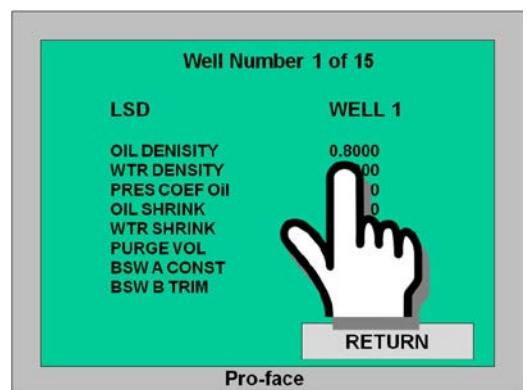 Well Number 1 of 15
LSD WELL 1
OIL DENISITY 0.8000
WTR DENSITY
PRES COEF Oil
OIL SHRINK
WTR SHRINK
PURGE VOL
BSW A CONST
BSW B TRIM
RETURN
Pro-face